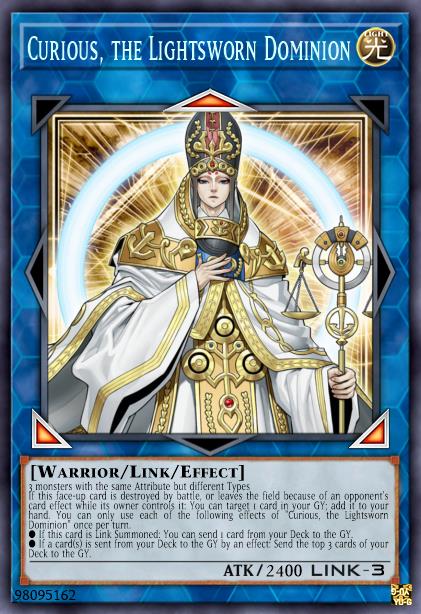 CURIOUS, THE LIGHTSWORN DOMINION
LIGHT
光
[WARRIOR/LINK/EFFECT]
3 monsters with the same Attribute but different Types
If this face-up card is destroyed by battle, or leaves the field because of an opponent's
card effect while its owner controls it: You can target 1 card in your GY; add it to
your hand. You can only use each of the following effects of "Curious, the Lightsworn
Dominion" once per turn.
● If this card is Link Summoned: You can send 1 card from your Deck to the GY.
● If a card(s) is sent from your Deck to the GY by an effect: Send the top 3 cards of your
Deck to the GY.
ATK/2400 LINK-3
98095162